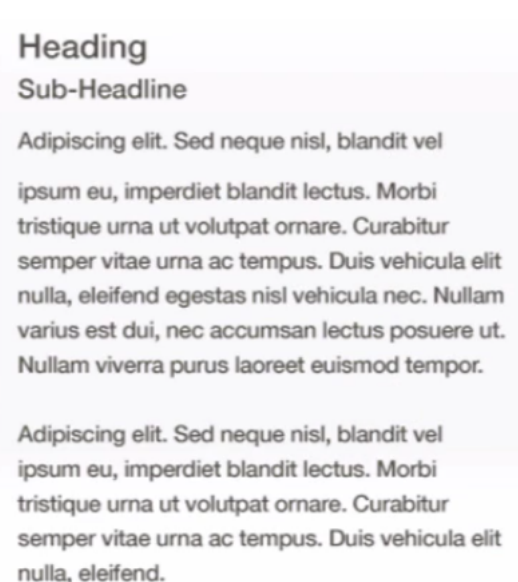 Heading
Sub-Headline
Adipiscing elit. Sed neque nisl, blandit vel
ipsum eu, imperdiet blandit lectus. Morbi
tristique urna ut volutpat ornare. Curabitur
semper vitae urna ac tempus. Duis vehicula elit
nulla, eleifend egestas nisl vehicula nec. Nullam
varius est dui, nec accumsan lectus posuere ut.
Nullam viverra purus laoreet euismod tempor.
Adipiscing elit. Sed neque nisl, blandit vel
ipsum eu, imperdiet blandit lectus. Morbi
tristique urna ut volutpat ornare. Curabitur
semper vitae urna ac tempus. Duis vehicula elit
nulla, eleifend.